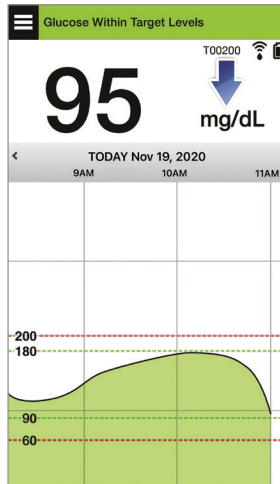 Glucose Within Target Levels
T00200
95
mg/dL
< TODAY Nov 19, 2020
9AM 10AM 11AM
200
180
90
60